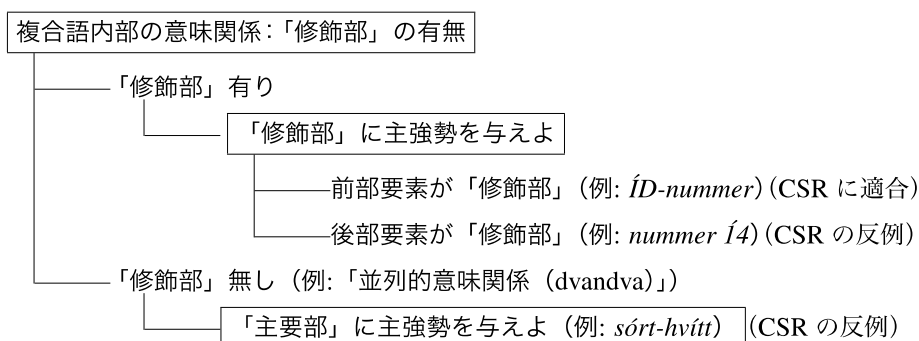 複合語内部の意味関係：「修飾部」の有無
「修飾部」有り
「修飾部」に主強勢を与えよ
前部要素が「修飾部」（例: ÍD-nummer）（CSR に適合）
後部要素が「修飾部」（例: nummer Í4）（CSR の反例）
「修飾部」無し（例:「並列的意味関係（dvandva）」）
「主要部」に主強勢を与えよ（例: sórt-hvítt）（CSR の反例）